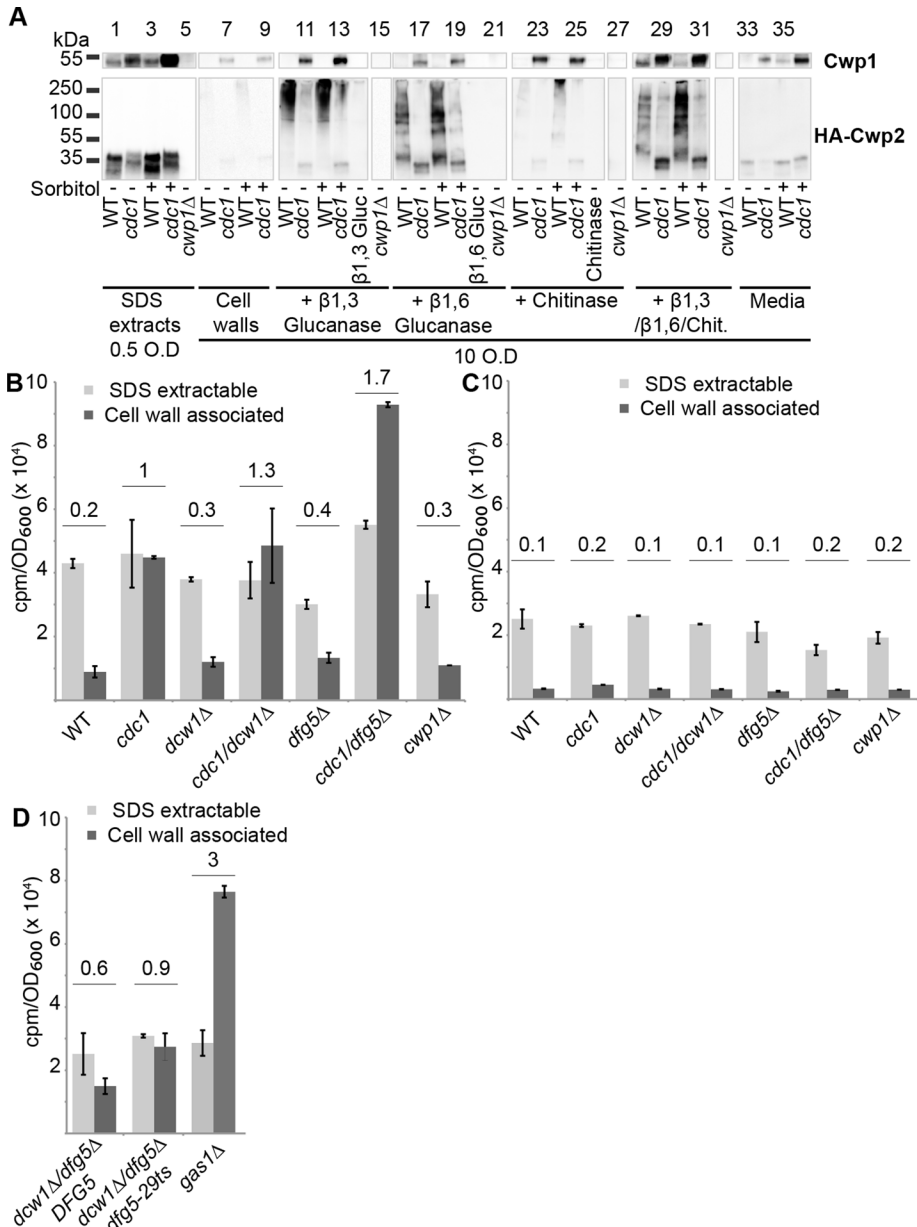 A
1 3 5 7 9 11 13 15 17 19 21 23 25 27 29 31 33 35
kDa
55
Cwp1
250
100
55
35
HA-Cwp2
Sorbitol - - + + - - - + + - - + + - - - - + + - - - - + + - - - - + + - - - + +
WT cdc1 WT cdc1 cwp1Δ WT cdc1 WT cdc1 WT cdc1 WT cdc1 β1,3 Gluc cwp1Δ WT cdc1 WT cdc1 β1,6 Gluc cwp1Δ WT cdc1 WT cdc1 Chitinase cwp1Δ WT cdc1 WT cdc1 cwp1Δ WT cdc1 WT cdc1
SDS extracts 0.5 O.D
Cell walls
+ β1,3 Glucanase
+ β1,6 Glucanase
+ Chitinase
+ β1,3 /β1,6/Chit.
Media
10 O.D
B
SDS extractable
Cell wall associated
cpm/OD600 (x 10⁴)
10
8
6
4
2
0.2
1
0.3
1.3
0.4
1.7
0.3
WT
cdc1
dcw1Δ
cdc1/dcw1Δ
dfg5Δ
cdc1/dfg5Δ
cwp1Δ
C
SDS extractable
Cell wall associated
cpm/OD600 (x 10⁴)
10
8
6
4
2
0.1
0.2
0.1
0.1
0.1
0.2
0.2
WT
cdc1
dcw1Δ
cdc1/dcw1Δ
dfg5Δ
cdc1/dfg5Δ
cwp1Δ
D
SDS extractable
Cell wall associated
cpm/OD600 (x 10⁴)
10
8
6
4
2
0.6
0.9
3
dcw1Δ/dfg5Δ
DFG5
dcw1Δ/dfg5Δ
dfg5-29ts
gas1Δ